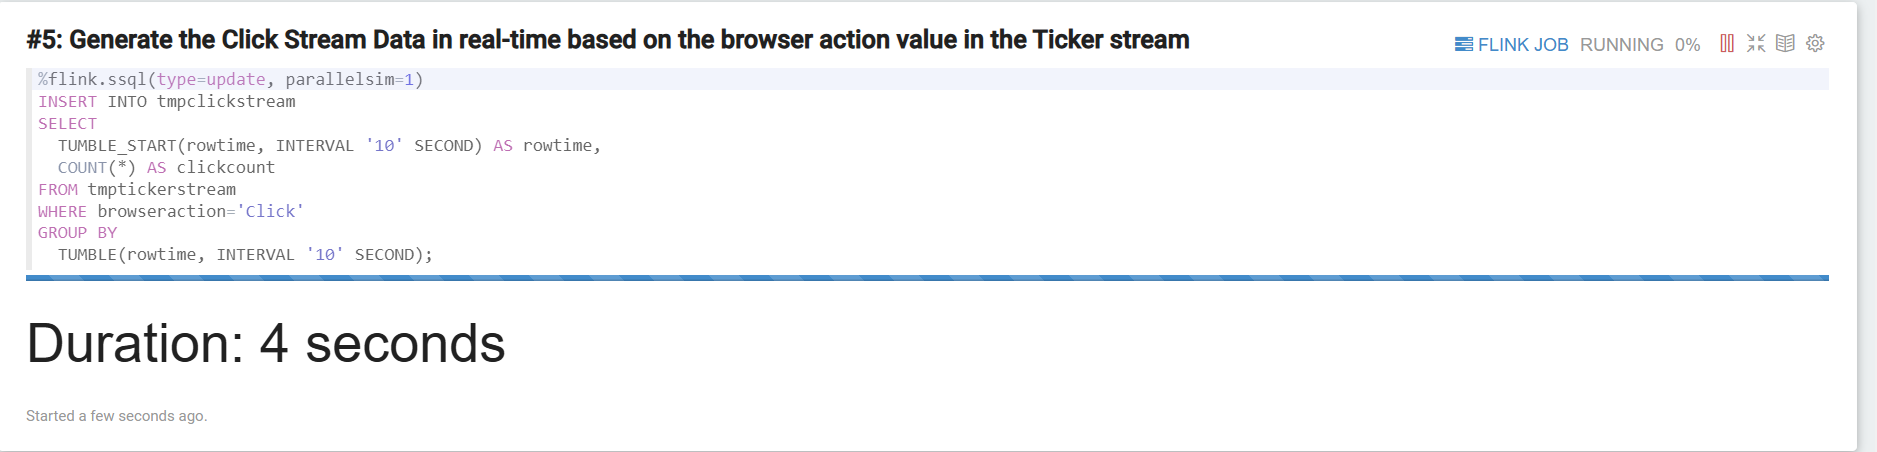 #5: Generate the Click Stream Data in real-time based on the browser action value in the Ticker stream
FLINK JOB RUNNING 0%
%flink.ssql(type=update, parallelsim=1)
INSERT INTO tmpclickstream
SELECT
TUMBLE_START(rowtime, INTERVAL '10' SECOND) AS rowtime,
COUNT(*) AS clickcount
FROM tmptickerstream
WHERE browseraction='Click'
GROUP BY
TUMBLE(rowtime, INTERVAL '10' SECOND);
Duration: 4 seconds
Started a few seconds ago.